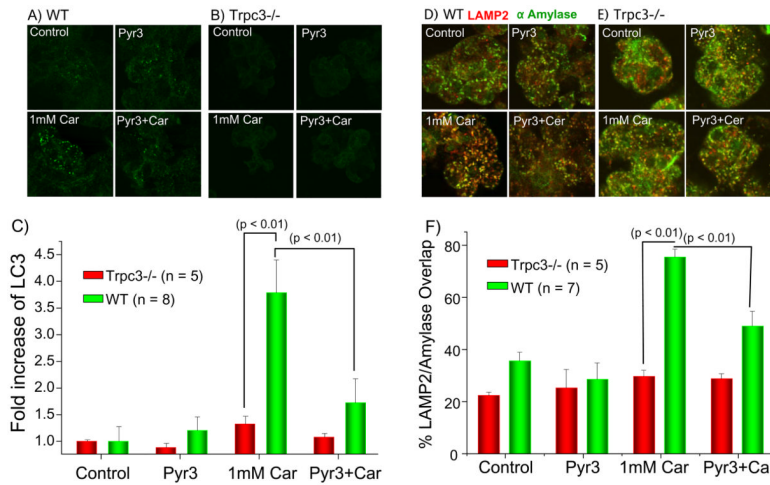 A) WT
B) Trpc3-/-
Control
Pyr3
Control
Pyr3
1mM Car
Pyr3+Car
1mM Car
Pyr3+Car
D) WT LAMP2 α Amylase
E) Trpc3-/-
Control
Pyr3
Control
Pyr3
1mM Car
Pyr3+Cer
1mM Car
Pyr3+Cer
C)
(p < 0.01)
(p < 0.01)
Trpc3-/- (n = 5)
WT (n = 8)
Fold increase of LC3
4.5
4.0
3.5
3.0
2.5
2.0
1.5
1.0
Control
Pyr3
1mM Car
Pyr3+Car
F)
(p < 0.01)
(p < 0.01)
Trpc3-/- (n = 5)
WT (n = 7)
% LAMP2/Amylase Overlap
80
60
40
20
0
Control
Pyr3
1mM Car
Pyr3+Ca